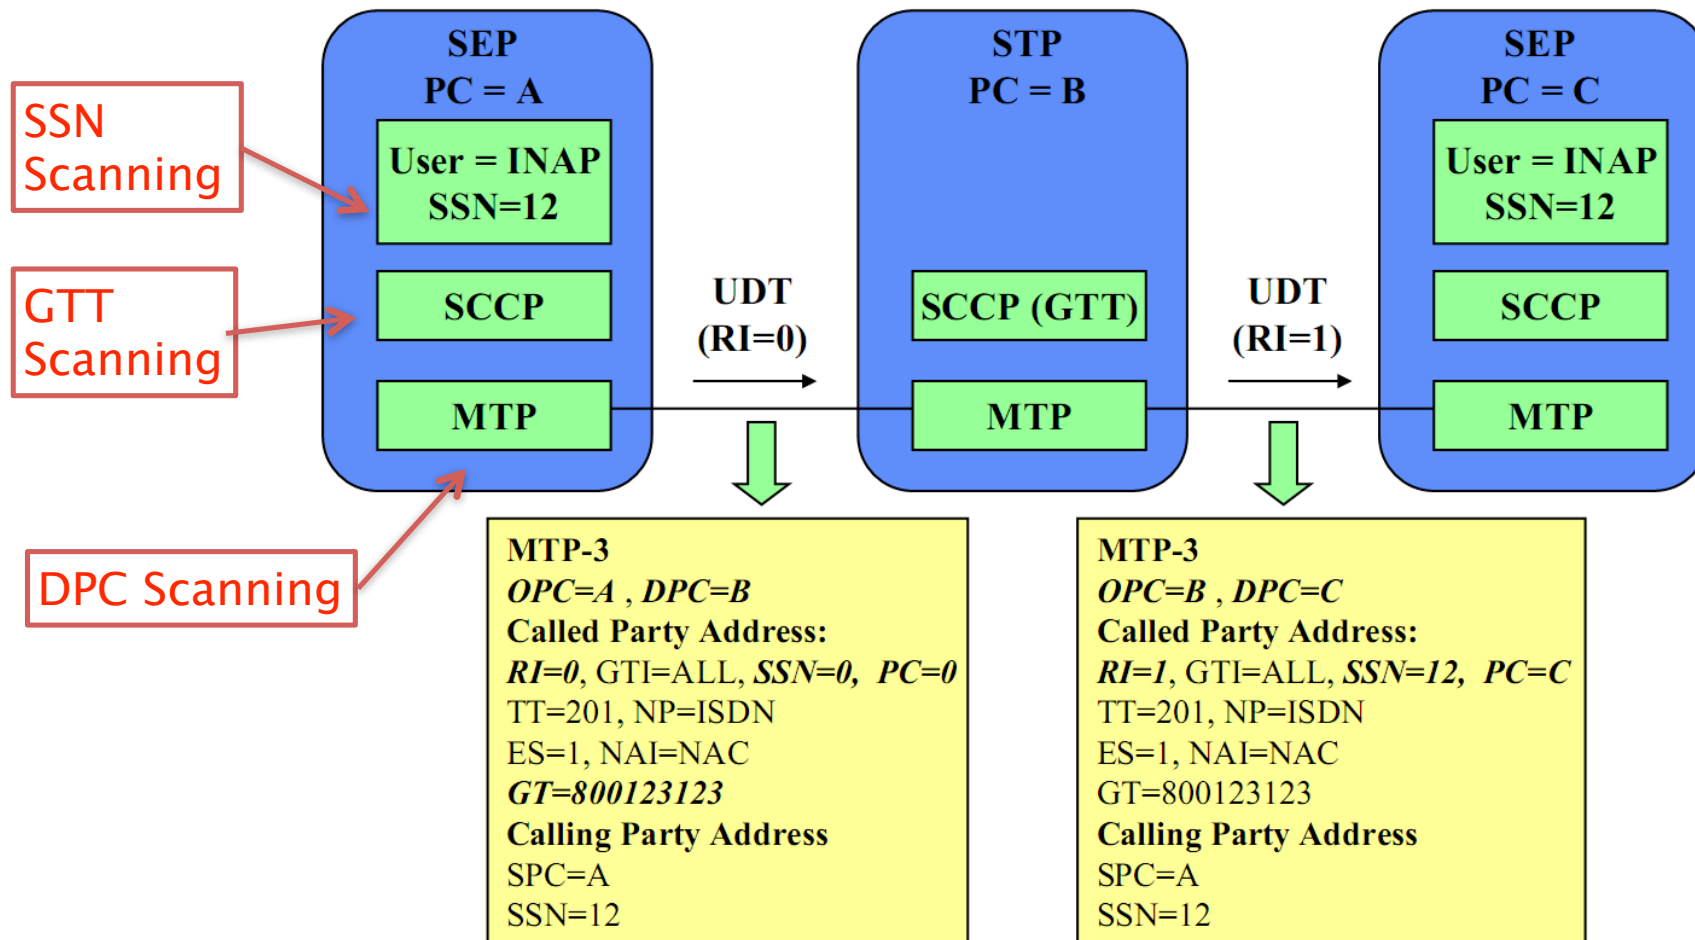 SEP
PC = A
User = INAP
SSN=12
SCCP
MTP
STP
PC = B
SCCP (GTT)
MTP
SEP
PC = C
User = INAP
SSN=12
SCCP
MTP
SSN
Scanning
GTT
Scanning
DPC Scanning
UDT
(RI=0)
UDT
(RI=1)
MTP-3
OPC=A , DPC=B
Called Party Address:
RI=0, GTI=ALL, SSN=0, PC=0
TT=201, NP=ISDN
ES=1, NAI=NAC
GT=800123123
Calling Party Address
SPC=A
SSN=12
MTP-3
OPC=B , DPC=C
Called Party Address:
RI=1, GTI=ALL, SSN=12, PC=C
TT=201, NP=ISDN
ES=1, NAI=NAC
GT=800123123
Calling Party Address
SPC=A
SSN=12